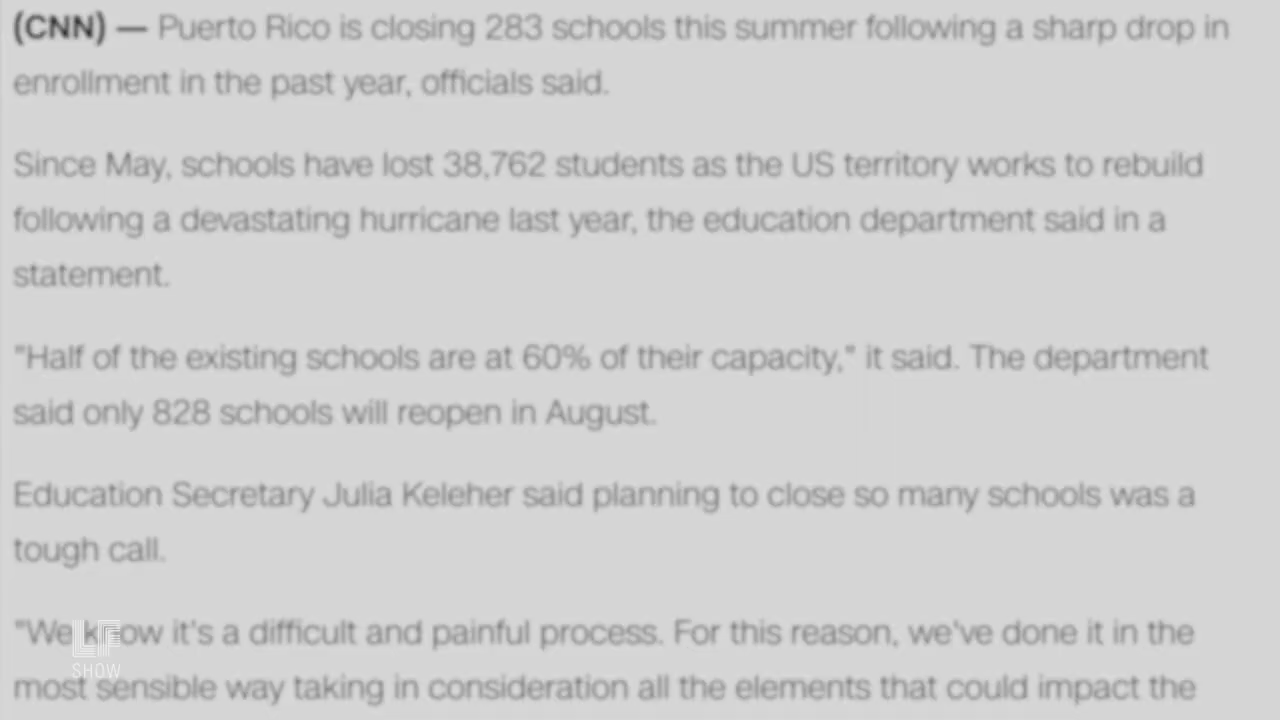 (CNN) — Puerto Rico is closing 283 schools this summer following a sharp drop in
enrollment in the past year, officials said.
Since May, schools have lost 38,762 students as the US territory works to rebuild
following a devastating hurricane last year, the education department said in a
statement.
"Half of the existing schools are at 60% of their capacity," it said. The department
said only 828 schools will reopen in August.
Education Secretary Julia Keleher said planning to close so many schools was a
tough call.
"We know it's a difficult and painful process. For this reason, we've done it in the
most sensible way taking in consideration all the elements that could impact the
LF
SHOW